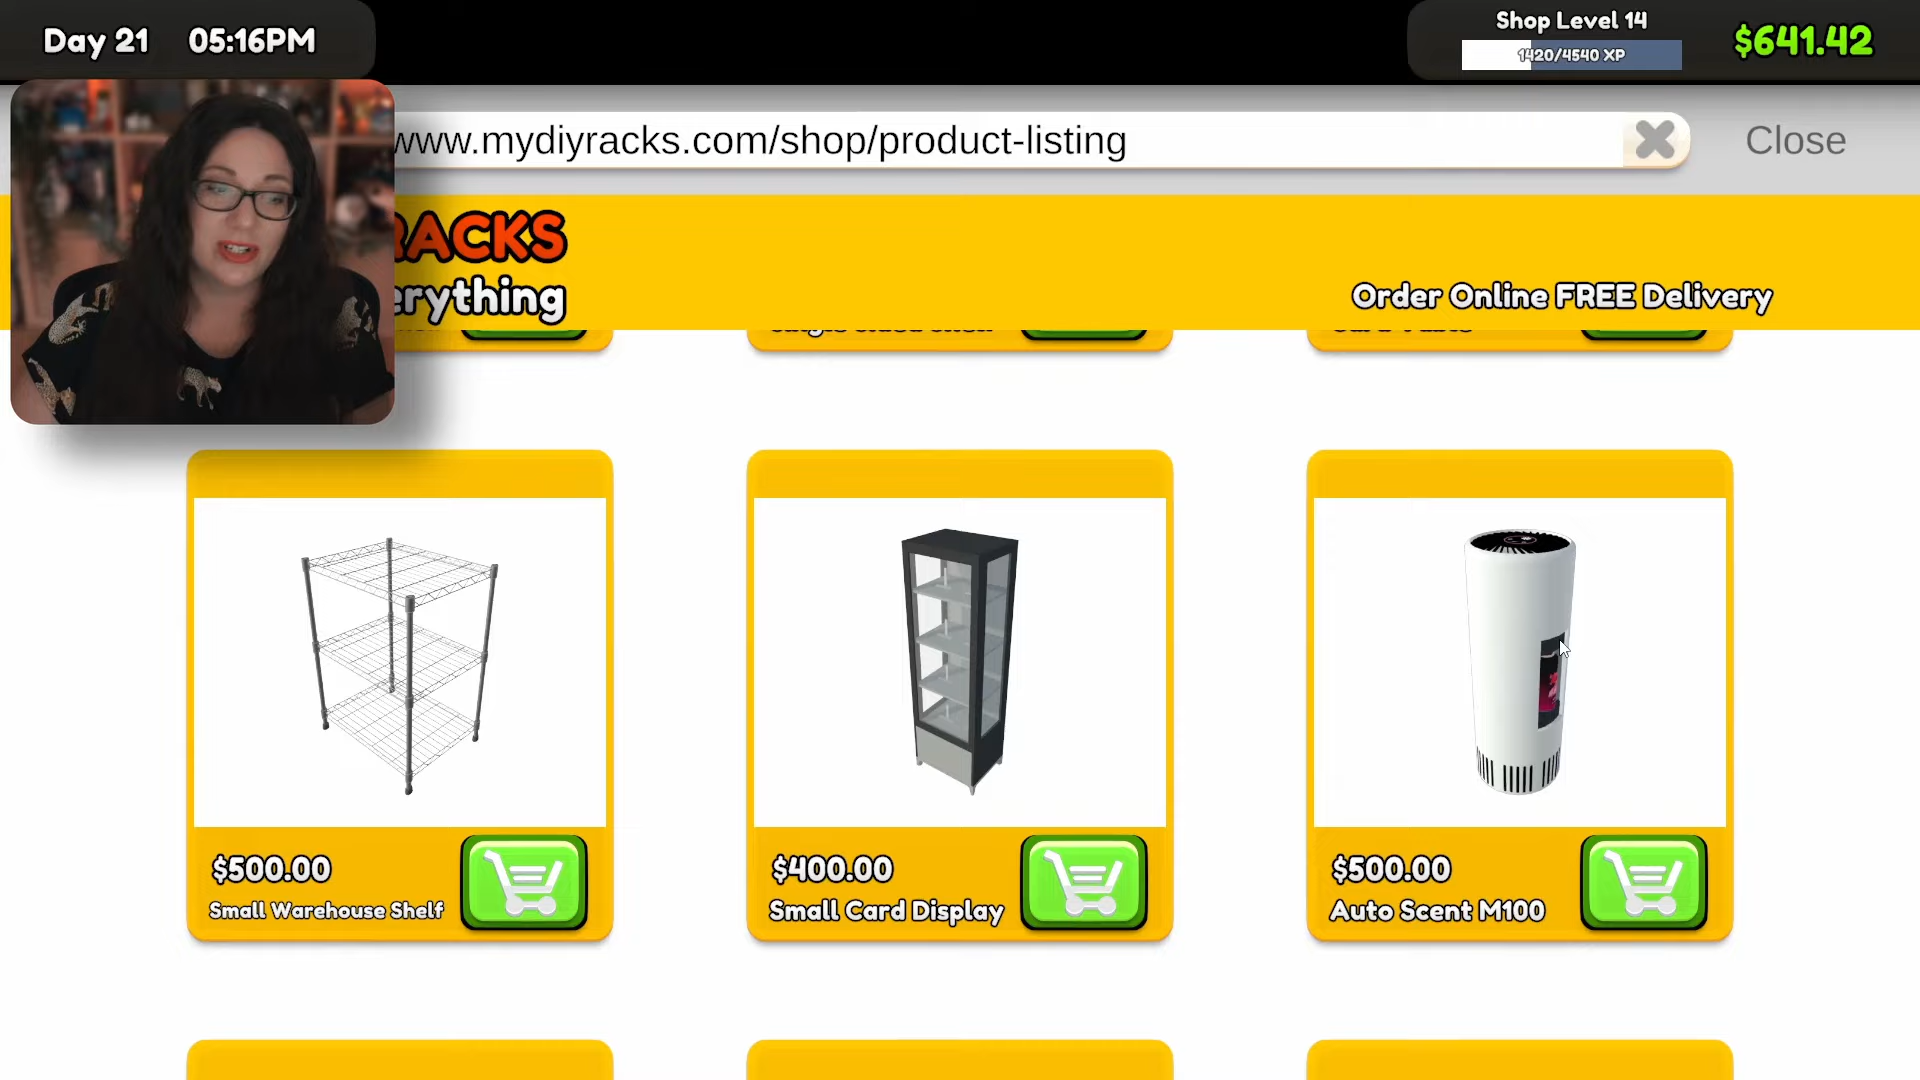 Day 21 05:16PM
Shop Level 14
1420/4540 XP
$641.42
www.mydiyracks.com/shop/product-listing
Close
RACKS
erything
Order Online FREE Delivery
$500.00
Small Warehouse Shelf
$400.00
Small Card Display
$500.00
Auto Scent M100